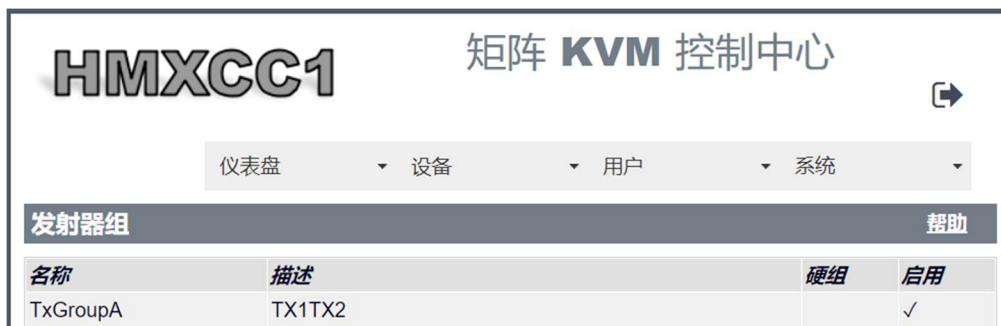 HMXCC1
矩阵 KVM 控制中心
仪表盘 设备 用户 系统
发射器组 帮助
名称 描述 硬组 启用
TxGroupA TX1TX2 √